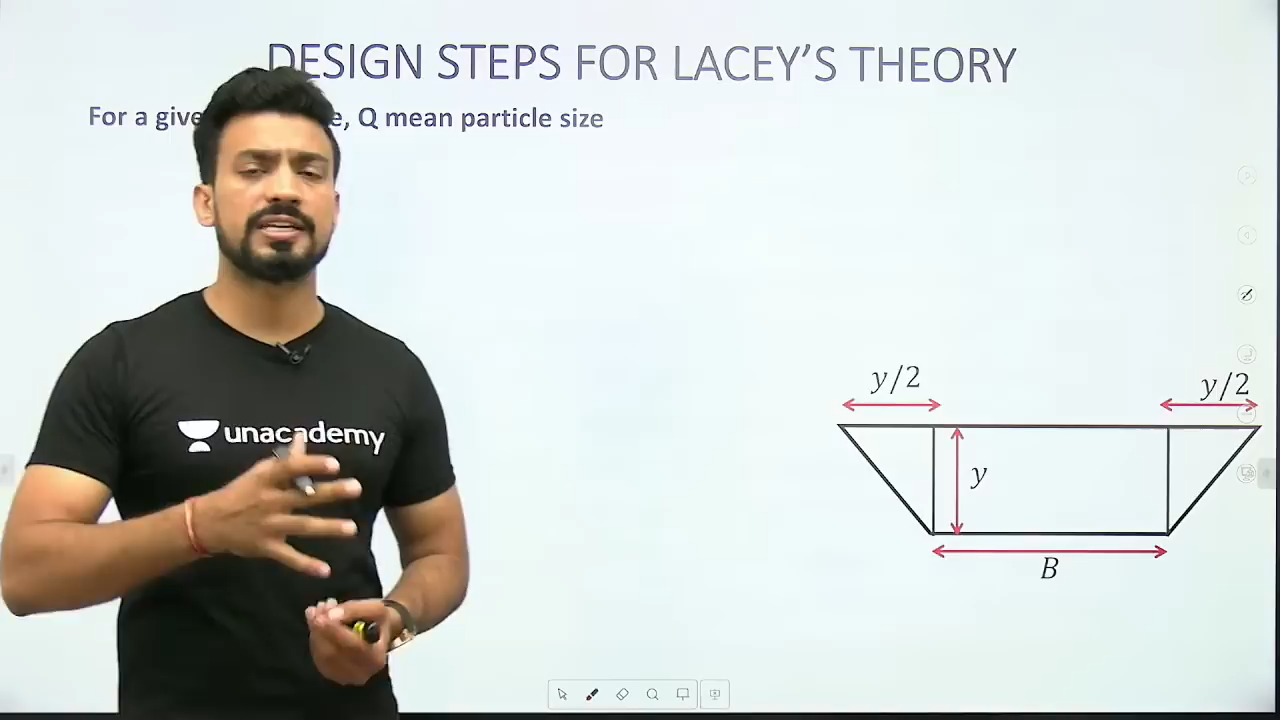 DESIGN STEPS FOR LACEY'S THEORY
For a give e, Q mean particle size
y/2
y/2
unacademy
y
B